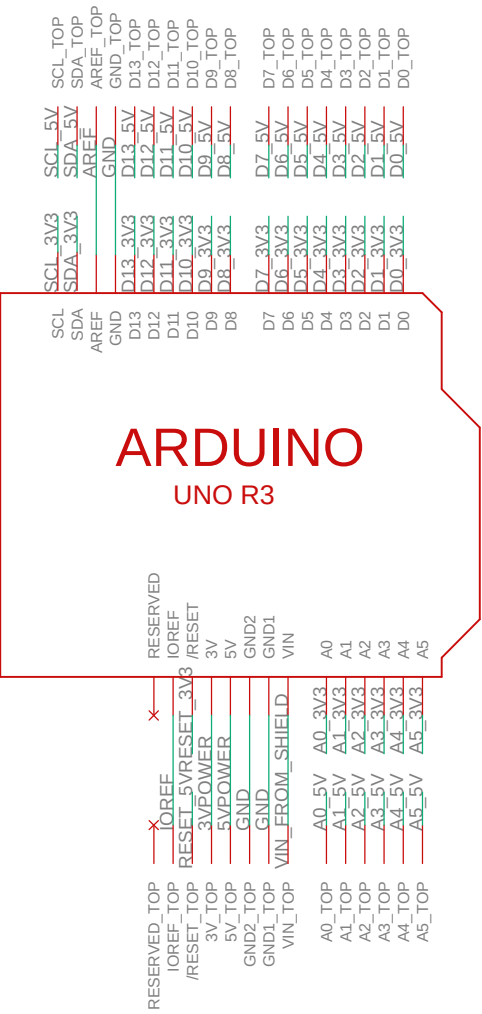 SCL_TOP
SDA_TOP
AREF_TOP
GND_TOP
D13_TOP
D12_TOP
D11_TOP
D10_TOP
D9_TOP
D8_TOP
D7_TOP
D6_TOP
D5_TOP
D4_TOP
D3_TOP
D2_TOP
D1_TOP
D0_TOP
SCL_5V
SDA_5V
AREF
GND
D13_5V
D12_5V
D11_5V
D10_5V
D9_5V
D8_5V
D7_5V
D6_5V
D5_5V
D4_5V
D3_5V
D2_5V
D1_5V
D0_5V
SCL_3V3
SDA_3V3
D13_3V3
D12_3V3
D11_3V3
D10_3V3
D9_3V3
D8_3V3
D7_3V3
D6_3V3
D5_3V3
D4_3V3
D3_3V3
D2_3V3
D1_3V3
D0_3V3
SCL
SDA
AREF
GND
D13
D12
D11
D10
D9
D8
D7
D6
D5
D4
D3
D2
D1
D0
ARDUINO
UNO R3
RESERVED
IOREF
/RESET
3V
5V
GND2
GND1
VIN
A0
A1
A2
A3
A4
A5
IOREF
RESET_5V
RESET_3V3
3VPOWER
5VPOWER
GND
GND
VIN_FROM_SHIELD
A0_3V3
A1_3V3
A2_3V3
A3_3V3
A4_3V3
A5_3V3
A0_5V
A1_5V
A2_5V
A3_5V
A4_5V
A5_5V
RESERVED_TOP
IOREF_TOP
/RESET_TOP
3V_TOP
5V_TOP
GND2_TOP
GND1_TOP
VIN_TOP
A0_TOP
A1_TOP
A2_TOP
A3_TOP
A4_TOP
A5_TOP